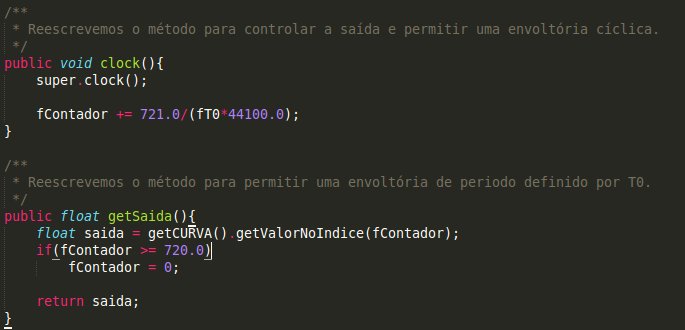 /**
 * Reescrevemos o método para controlar a saída e permitir uma envoltória cíclica.
 */
public void clock(){
    super.clock();

    fContador += 721.0/(fT0*44100.0);
}

/**
 * Reescrevemos o método para permitir uma envoltória de periodo definido por T0.
 */
public float getSaida(){
    float saida = getCURVA().getValorNoIndice(fContador);
    if(fContador >= 720.0)
        fContador = 0;

    return saida;
}